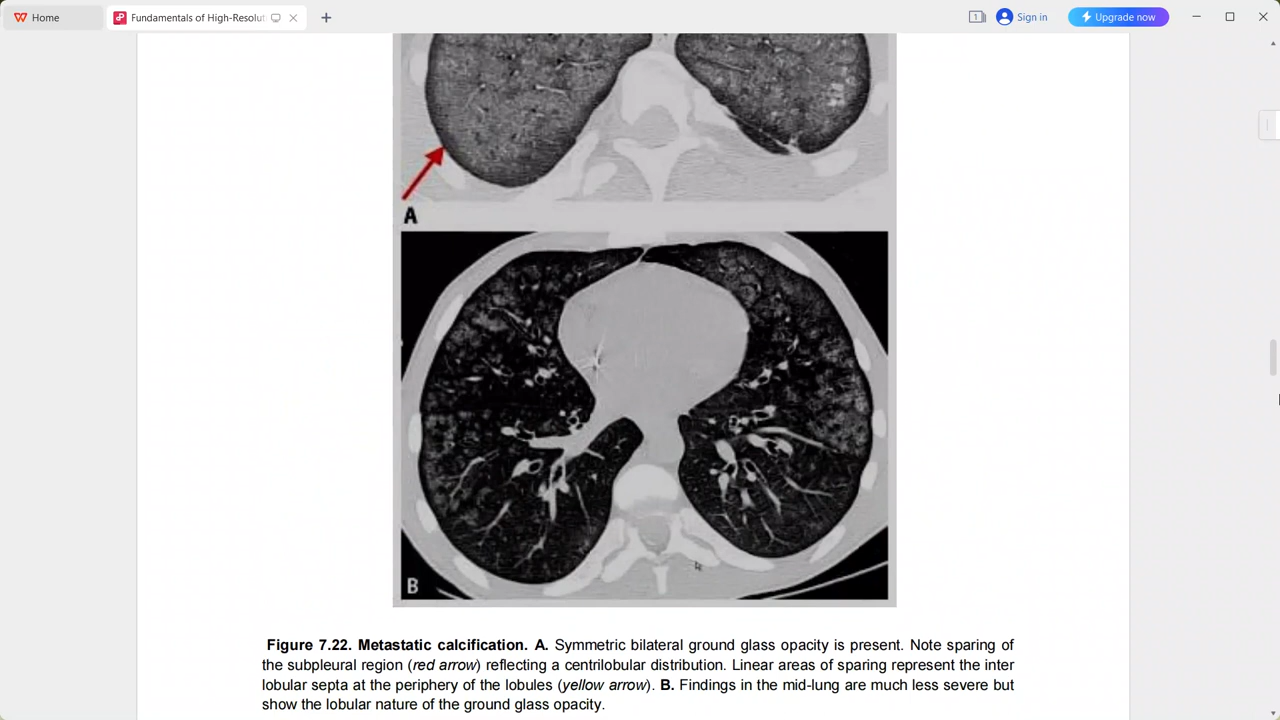 Home
Fundamentals of High-Resolut
1
Sign in
Upgrade now
A
B
Figure 7.22. Metastatic calcification. A. Symmetric bilateral ground glass opacity is present. Note sparing of
the subpleural region (red arrow) reflecting a centrilobular distribution. Linear areas of sparing represent the inter
lobular septa at the periphery of the lobules (yellow arrow). B. Findings in the mid-lung are much less severe but
show the lobular nature of the ground glass opacity.